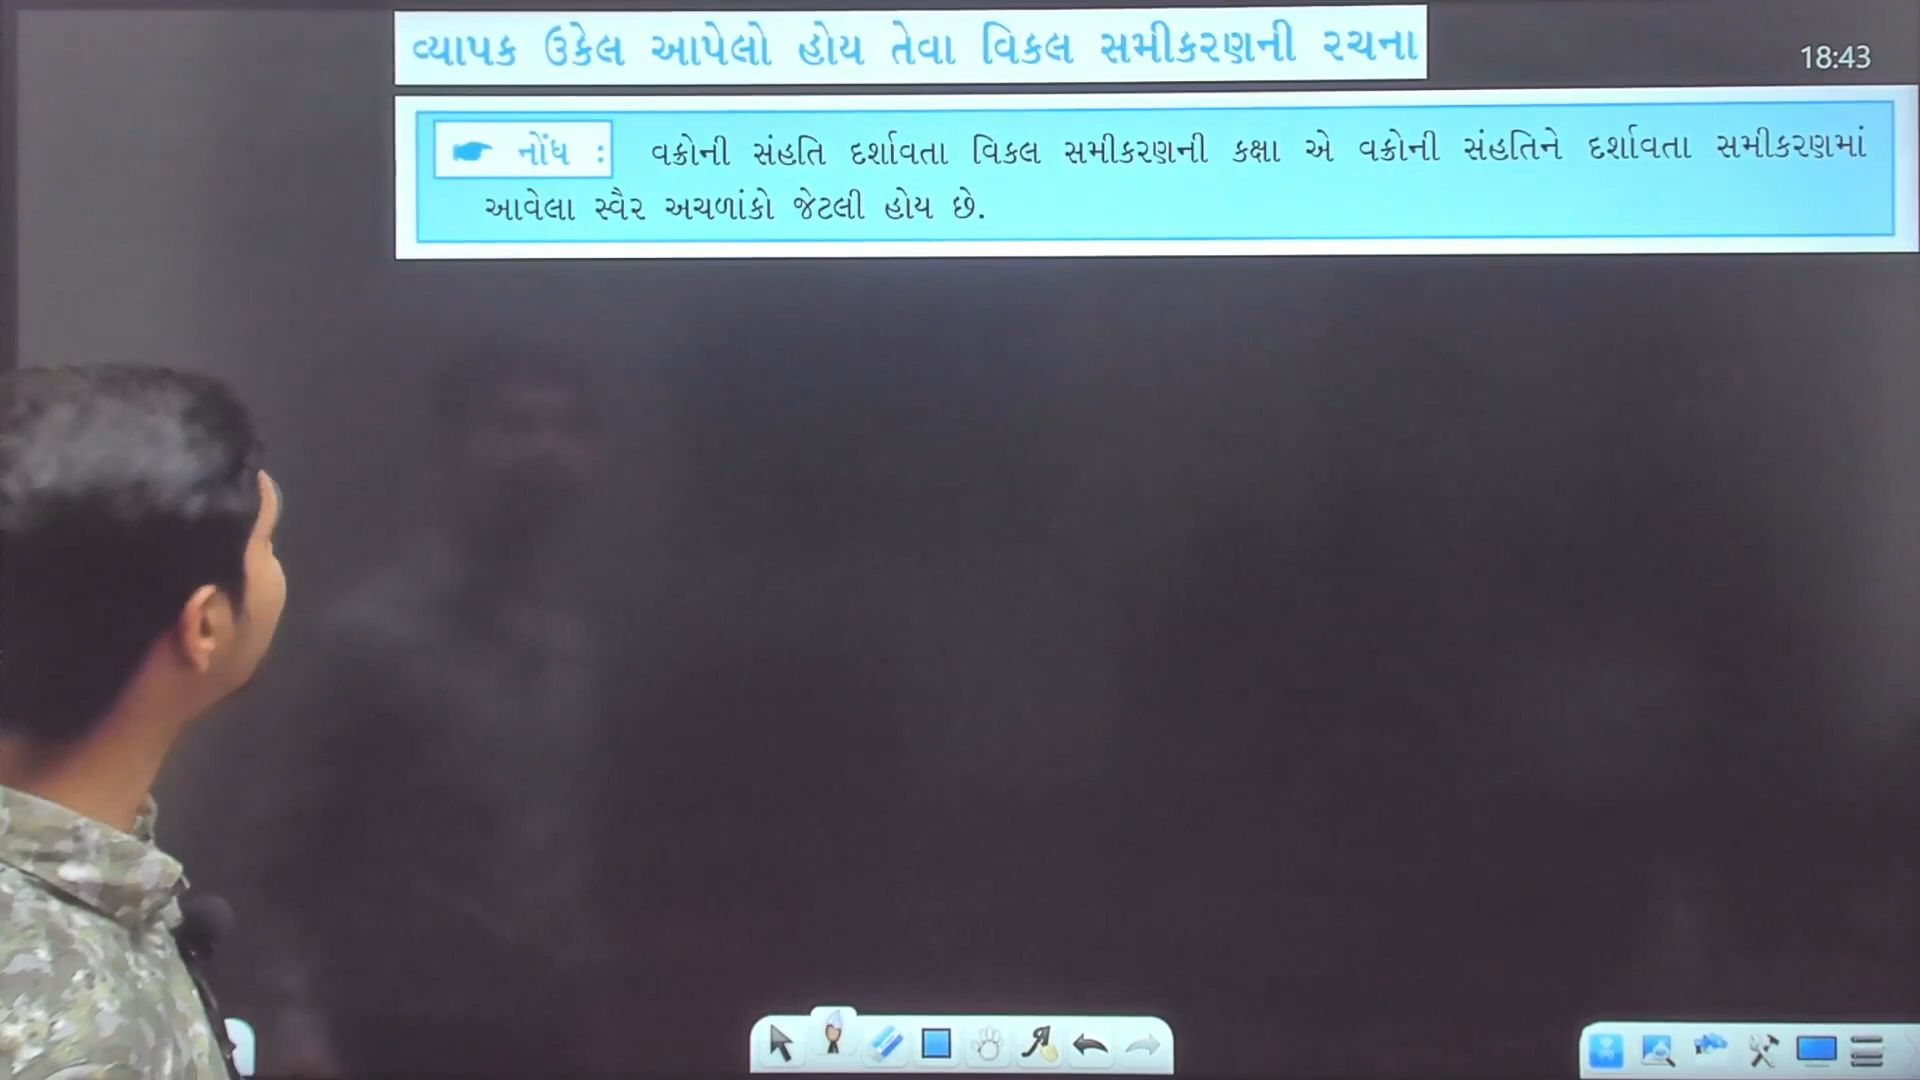 વ્યાપક ઉકેલ આપેલો હોય તેવા વિકલ સમીકરણની રચના
18:43
નોંધ : વક્રોની સંહતિ દર્શાવતા વિકલ સમીકરણની કક્ષા એ વક્રોની સંહતિને દર્શાવતા સમીકરણમાં
આવેલા સ્વૈર અચળાંકો જેટલી હોય છે.